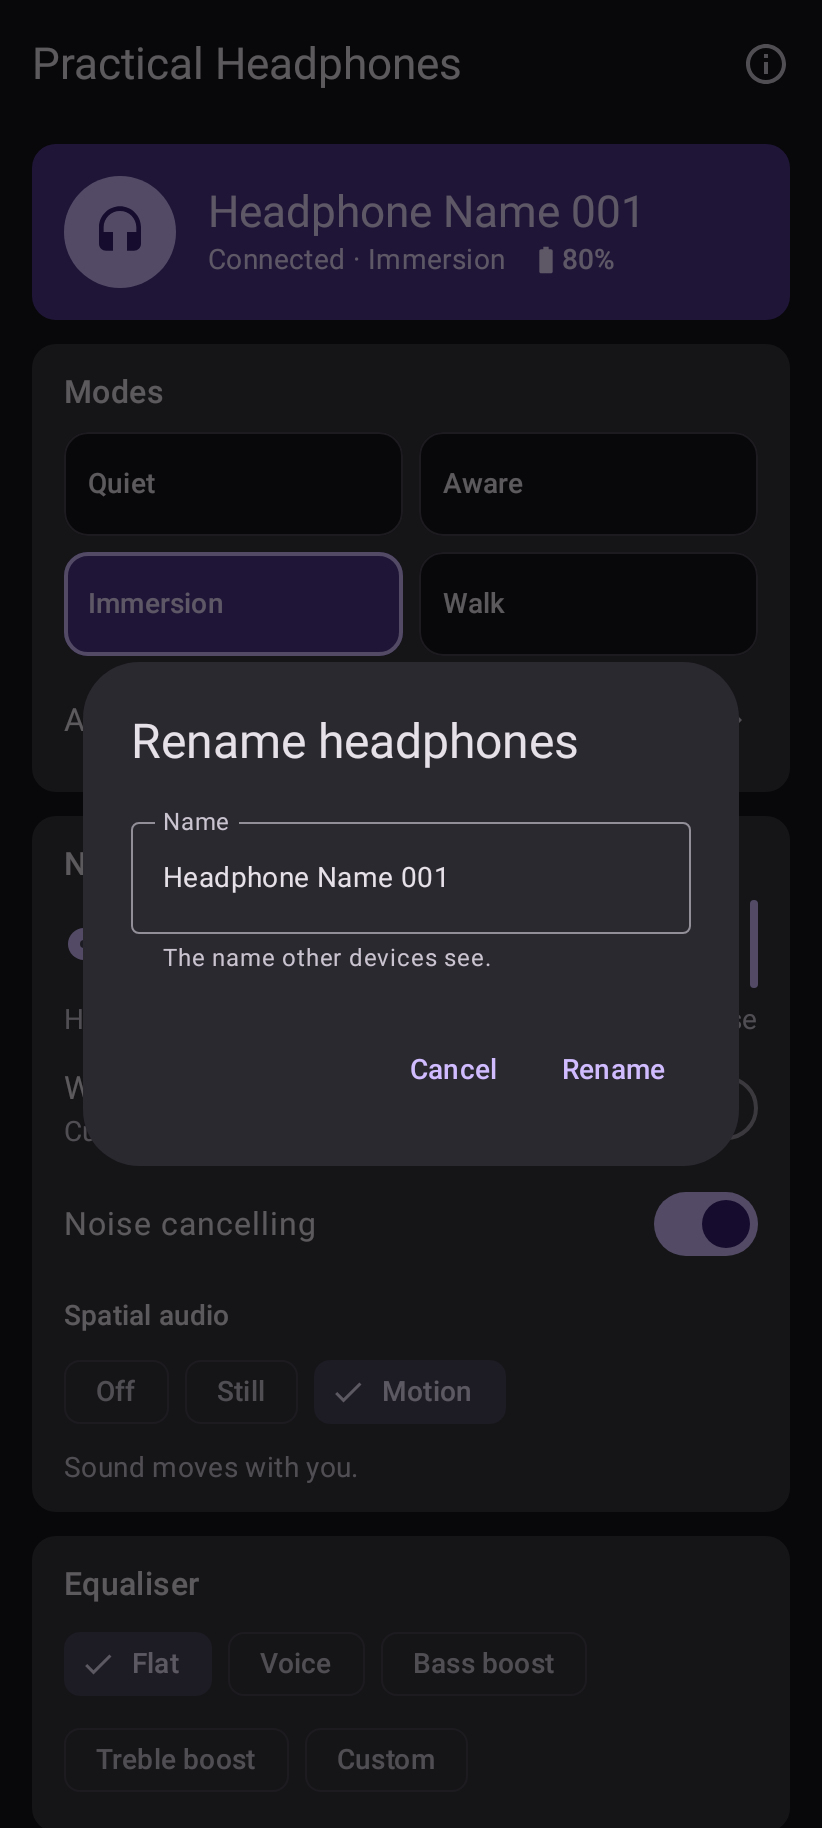 Practical Headphones
Headphone Name 001
Connected · Immersion 80%
Modes
Quiet
Aware
Immersion
Walk
Rename headphones
Name
Headphone Name 001
The name other devices see.
Cancel
Rename
Noise cancelling
Spatial audio
Off
Still
Motion
Sound moves with you.
Equaliser
Flat
Voice
Bass boost
Treble boost
Custom